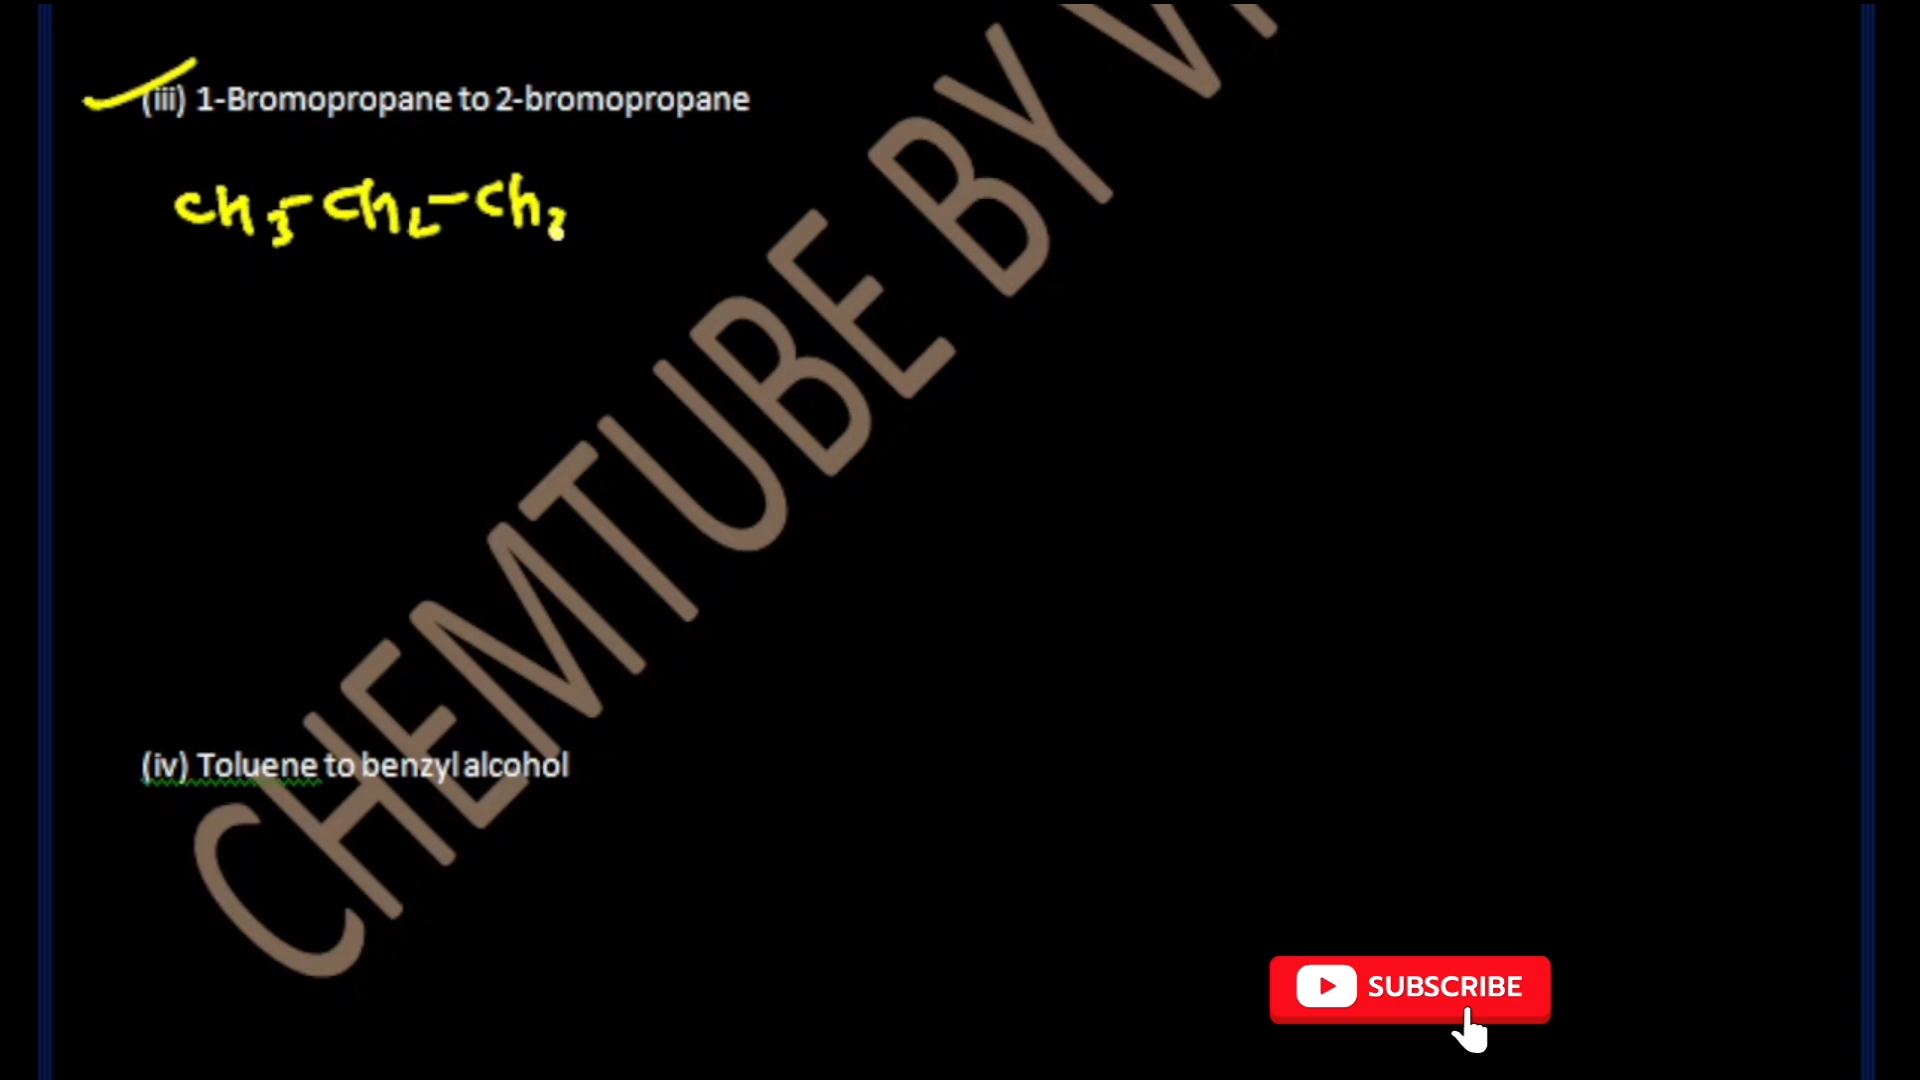 (iii) 1-Bromopropane to 2-bromopropane
CH3-CH2-CH2
(iv) Toluene to benzyl alcohol
CHEMTUBE BY
SUBSCRIBE